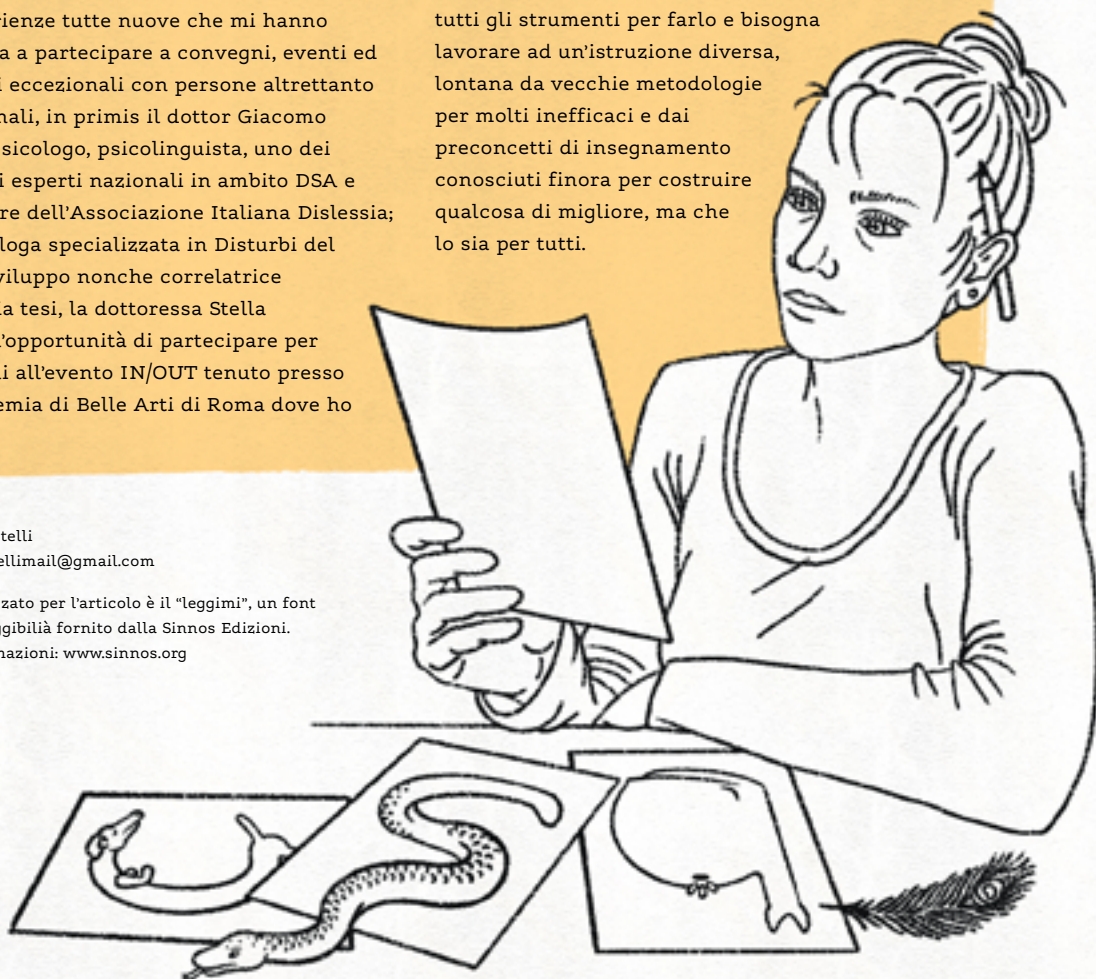 rienze tutte nuove che mi hanno
a a partecipare a convegni, eventi ed
i eccezionali con persone altrettanto
nali, in primis il dottor Giacomo
sicologo, psicolinguista, uno dei
i esperti nazionali in ambito DSA e
re dell'Associazione Italiana Dislessia;
loga specializzata in Disturbi del
viluppo nonche correlatrice
ia tesi, la dottoressa Stella
l'opportunità di partecipare per
i all'evento IN/OUT tenuto presso
emia di Belle Arti di Roma dove ho
tutti gli strumenti per farlo e bisogna
lavorare ad un'istruzione diversa,
lontana da vecchie metodologie
per molti inefficaci e dai
preconcetti di insegnamento
conosciuti finora per costruire
qualcosa di migliore, ma che
lo sia per tutti.
telli
ellimail@gmail.com
zato per l'articolo è il “leggimi”, un font
ggibilià fornito dalla Sinnos Edizioni.
mazioni: www.sinnos.org